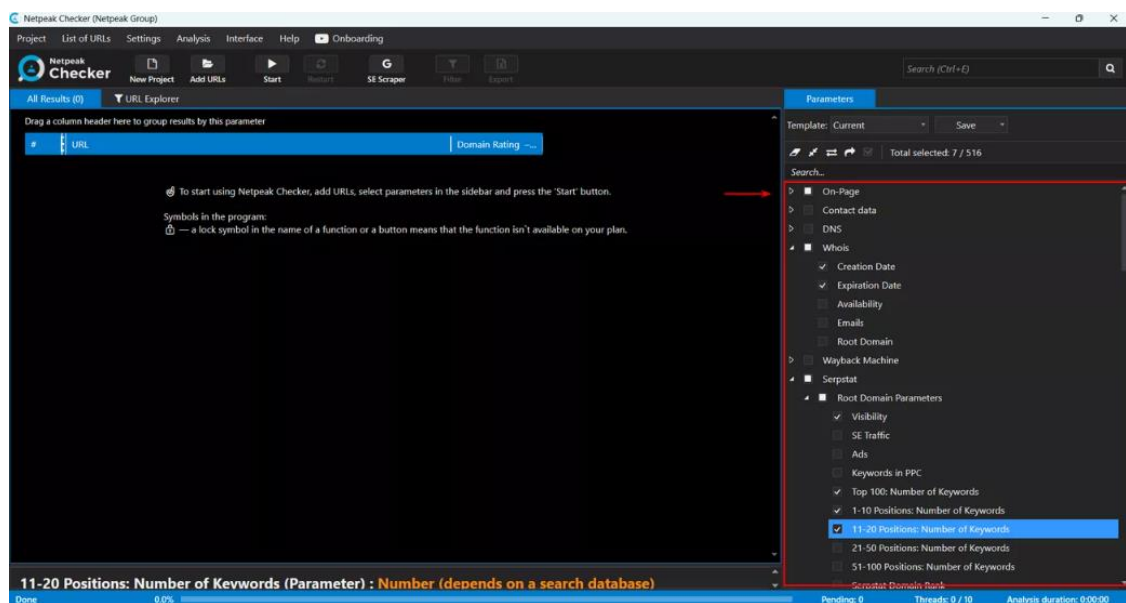 Netpeak Checker (Netpeak Group)
Project List of URLs Settings Analysis Interface Help Onboarding
Netpeak Checker
New Project Add URLs Start Restart SE Scraper Filter Export
Search (Ctrl+E)
All Results (0) URL Explorer
Parameters
Drag a column header here to group results by this parameter
# URL Domain Rating –...
Template: Current Save
Total selected: 7 / 516
Search...
To start using Netpeak Checker, add URLs, select parameters in the sidebar and press the 'Start' button.
Symbols in the program:
— a lock symbol in the name of a function or a button means that the function isn't available on your plan.
On-Page
Contact data
DNS
Whois
Creation Date
Expiration Date
Availability
Emails
Root Domain
Wayback Machine
Serpstat
Root Domain Parameters
Visibility
SE Traffic
Ads
Keywords in PPC
Top 100: Number of Keywords
1-10 Positions: Number of Keywords
11-20 Positions: Number of Keywords
21-50 Positions: Number of Keywords
51-100 Positions: Number of Keywords
Serpstat Domain Rank
11-20 Positions: Number of Keywords (Parameter) : Number (depends on a search database)
Done 0.0% Pending: 0 Threads: 0 / 10 Analysis duration: 0:00:00